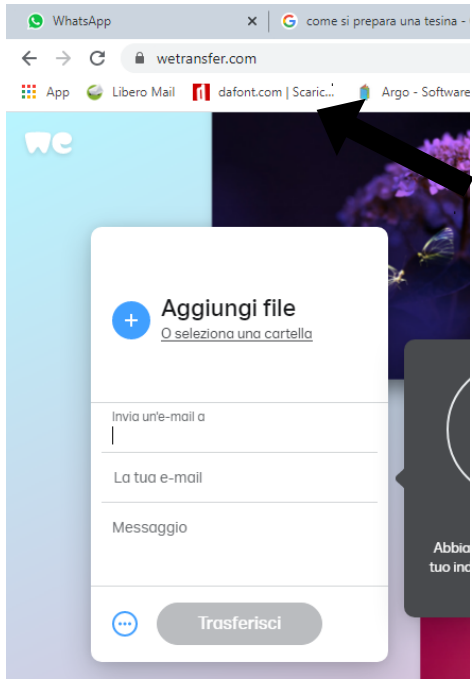 WhatsApp
come si prepara una tesina -
wetransfer.com
App
Libero Mail
dafont.com | Scaric...
Argo - Software
we
Aggiungi file
O seleziona una cartella
Invia un'e-mail a
La tua e-mail
Messaggio
Abbia
tuo ind
Trasferisci